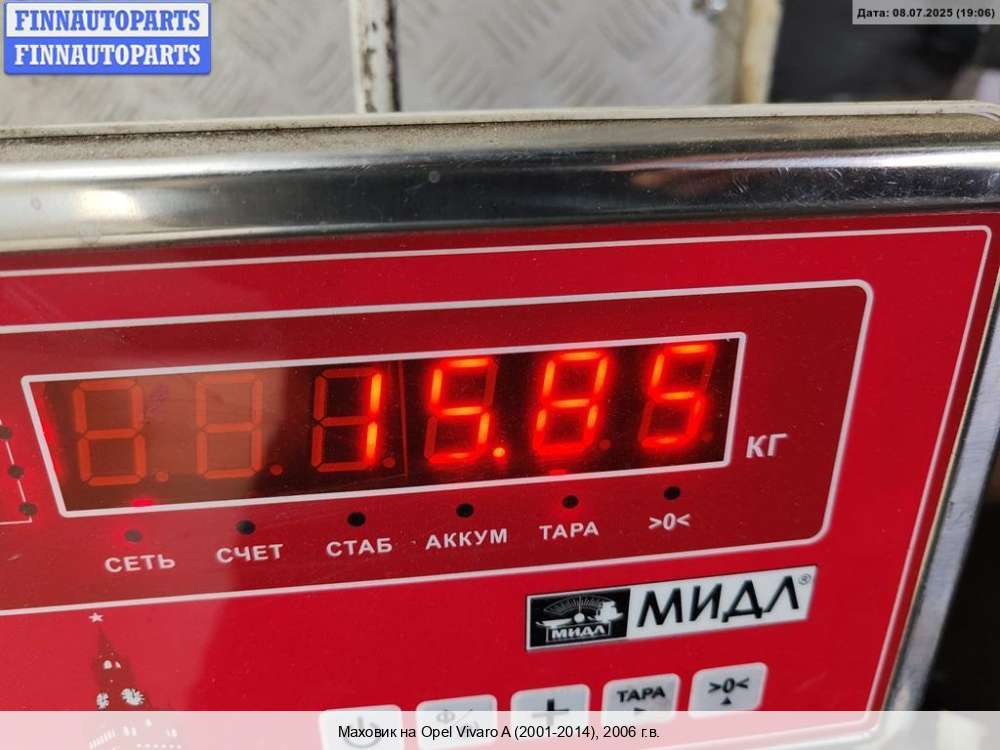 FINNAUTOPARTS
FINNAUTOPARTS
Дата: 08.07.2025 (19:06)
15.85 КГ
СЕТЬ СЧЕТ СТАБ АККУМ ТАРА >0<
МИДЛ МИДЛ®
+ ТАРА >0<
Маховик на Opel Vivaro A (2001-2014), 2006 г.в.